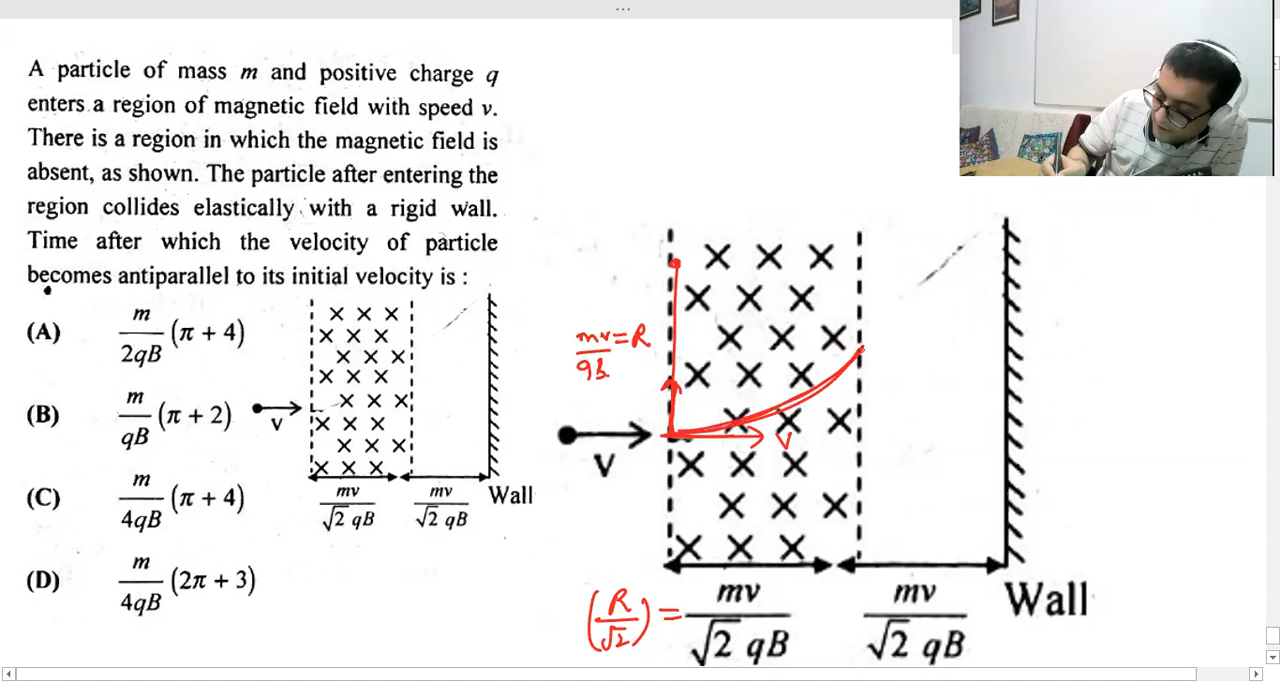 ...
A particle of mass m and positive charge q
enters a region of magnetic field with speed v.
There is a region in which the magnetic field is
absent, as shown. The particle after entering the
region collides elastically with a rigid wall.
Time after which the velocity of particle
becomes antiparallel to its initial velocity is :
(A) m/2qB (π + 4)
(B) m/qB (π + 2)
(C) m/4qB (π + 4)
(D) m/4qB (2π + 3)
v
mv/√2 qB mv/√2 qB Wall
mv/qB = R
v
V
(R/√2) = mv/√2 qB mv/√2 qB Wall